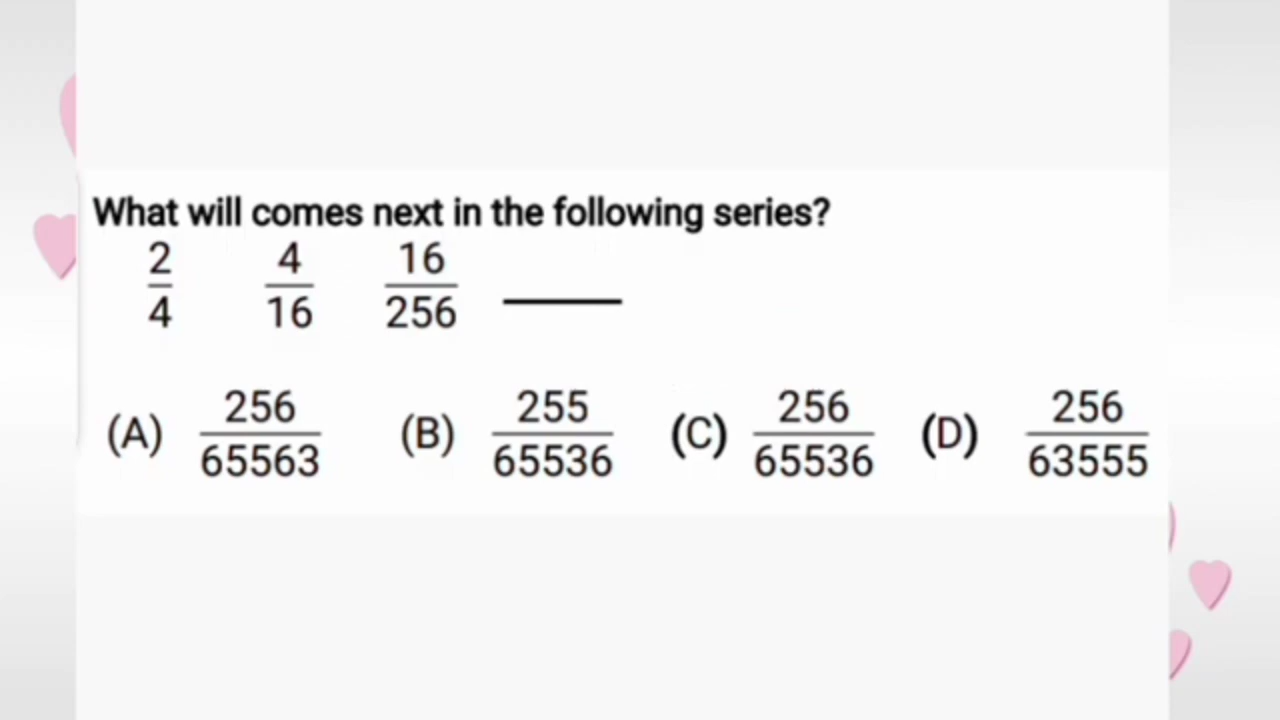 What will comes next in the following series?
2/4 4/16 16/256 ______
(A) 256/65563 (B) 255/65536 (C) 256/65536 (D) 256/63555